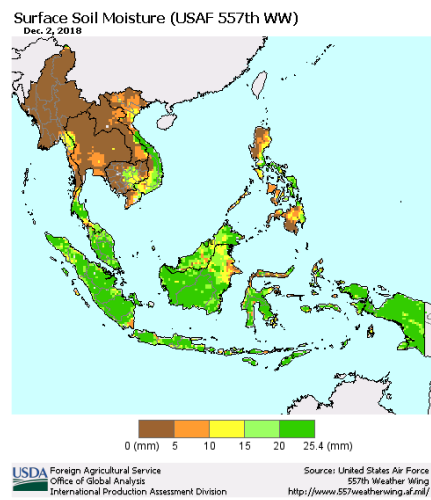 Surface Soil Moisture (USAF 557th WW)
Dec. 2, 2018
0 (mm) 5 10 15 20 25.4 (mm)
USDA Foreign Agricultural Service
Office of Global Analysis
International Production Assessment Division
Source: United States Air Force
557th Weather Wing
http://www.557weatherwing.af.mil/